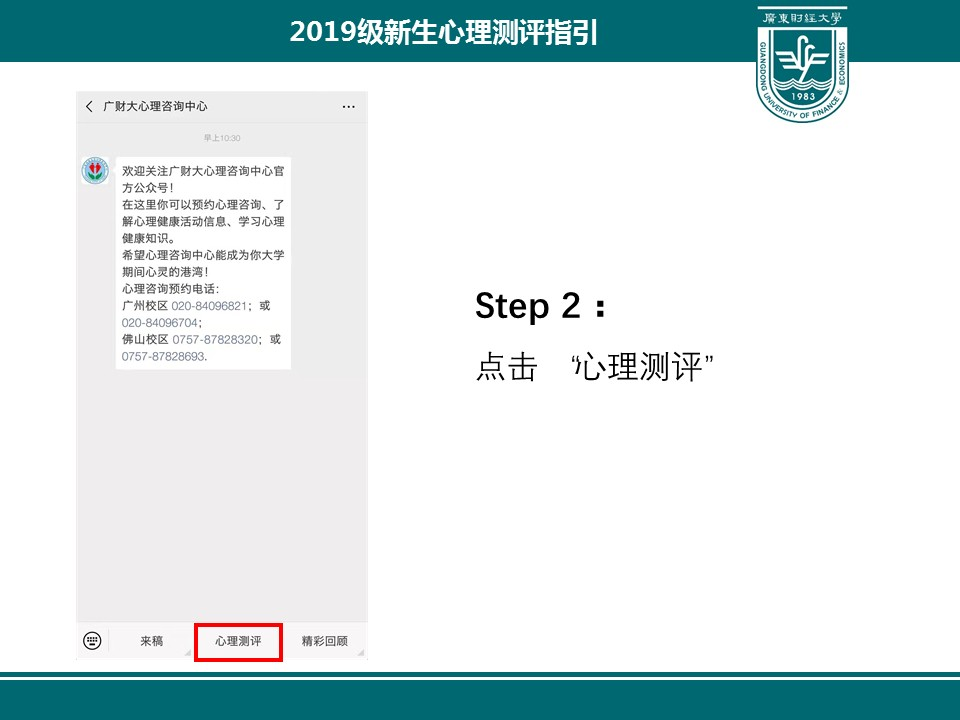 2019级新生心理测评指引
廣東财经大學
GUANGDONG UNIVERSITY OF FINANCE & ECONOMICS
1983
广财大心理咨询中心
早上10:30
欢迎关注广财大心理咨询中心官
方公众号！
在这里你可以预约心理咨询、了
解心理健康活动信息、学习心理
健康知识。
希望心理咨询中心能成为你大学
期间心灵的港湾！
心理咨询预约电话：
广州校区 020-84096821；或
020-84096704；
佛山校区 0757-87828320；或
0757-87828693.
Step 2：
点击 “心理测评”
来稿
心理测评
精彩回顾